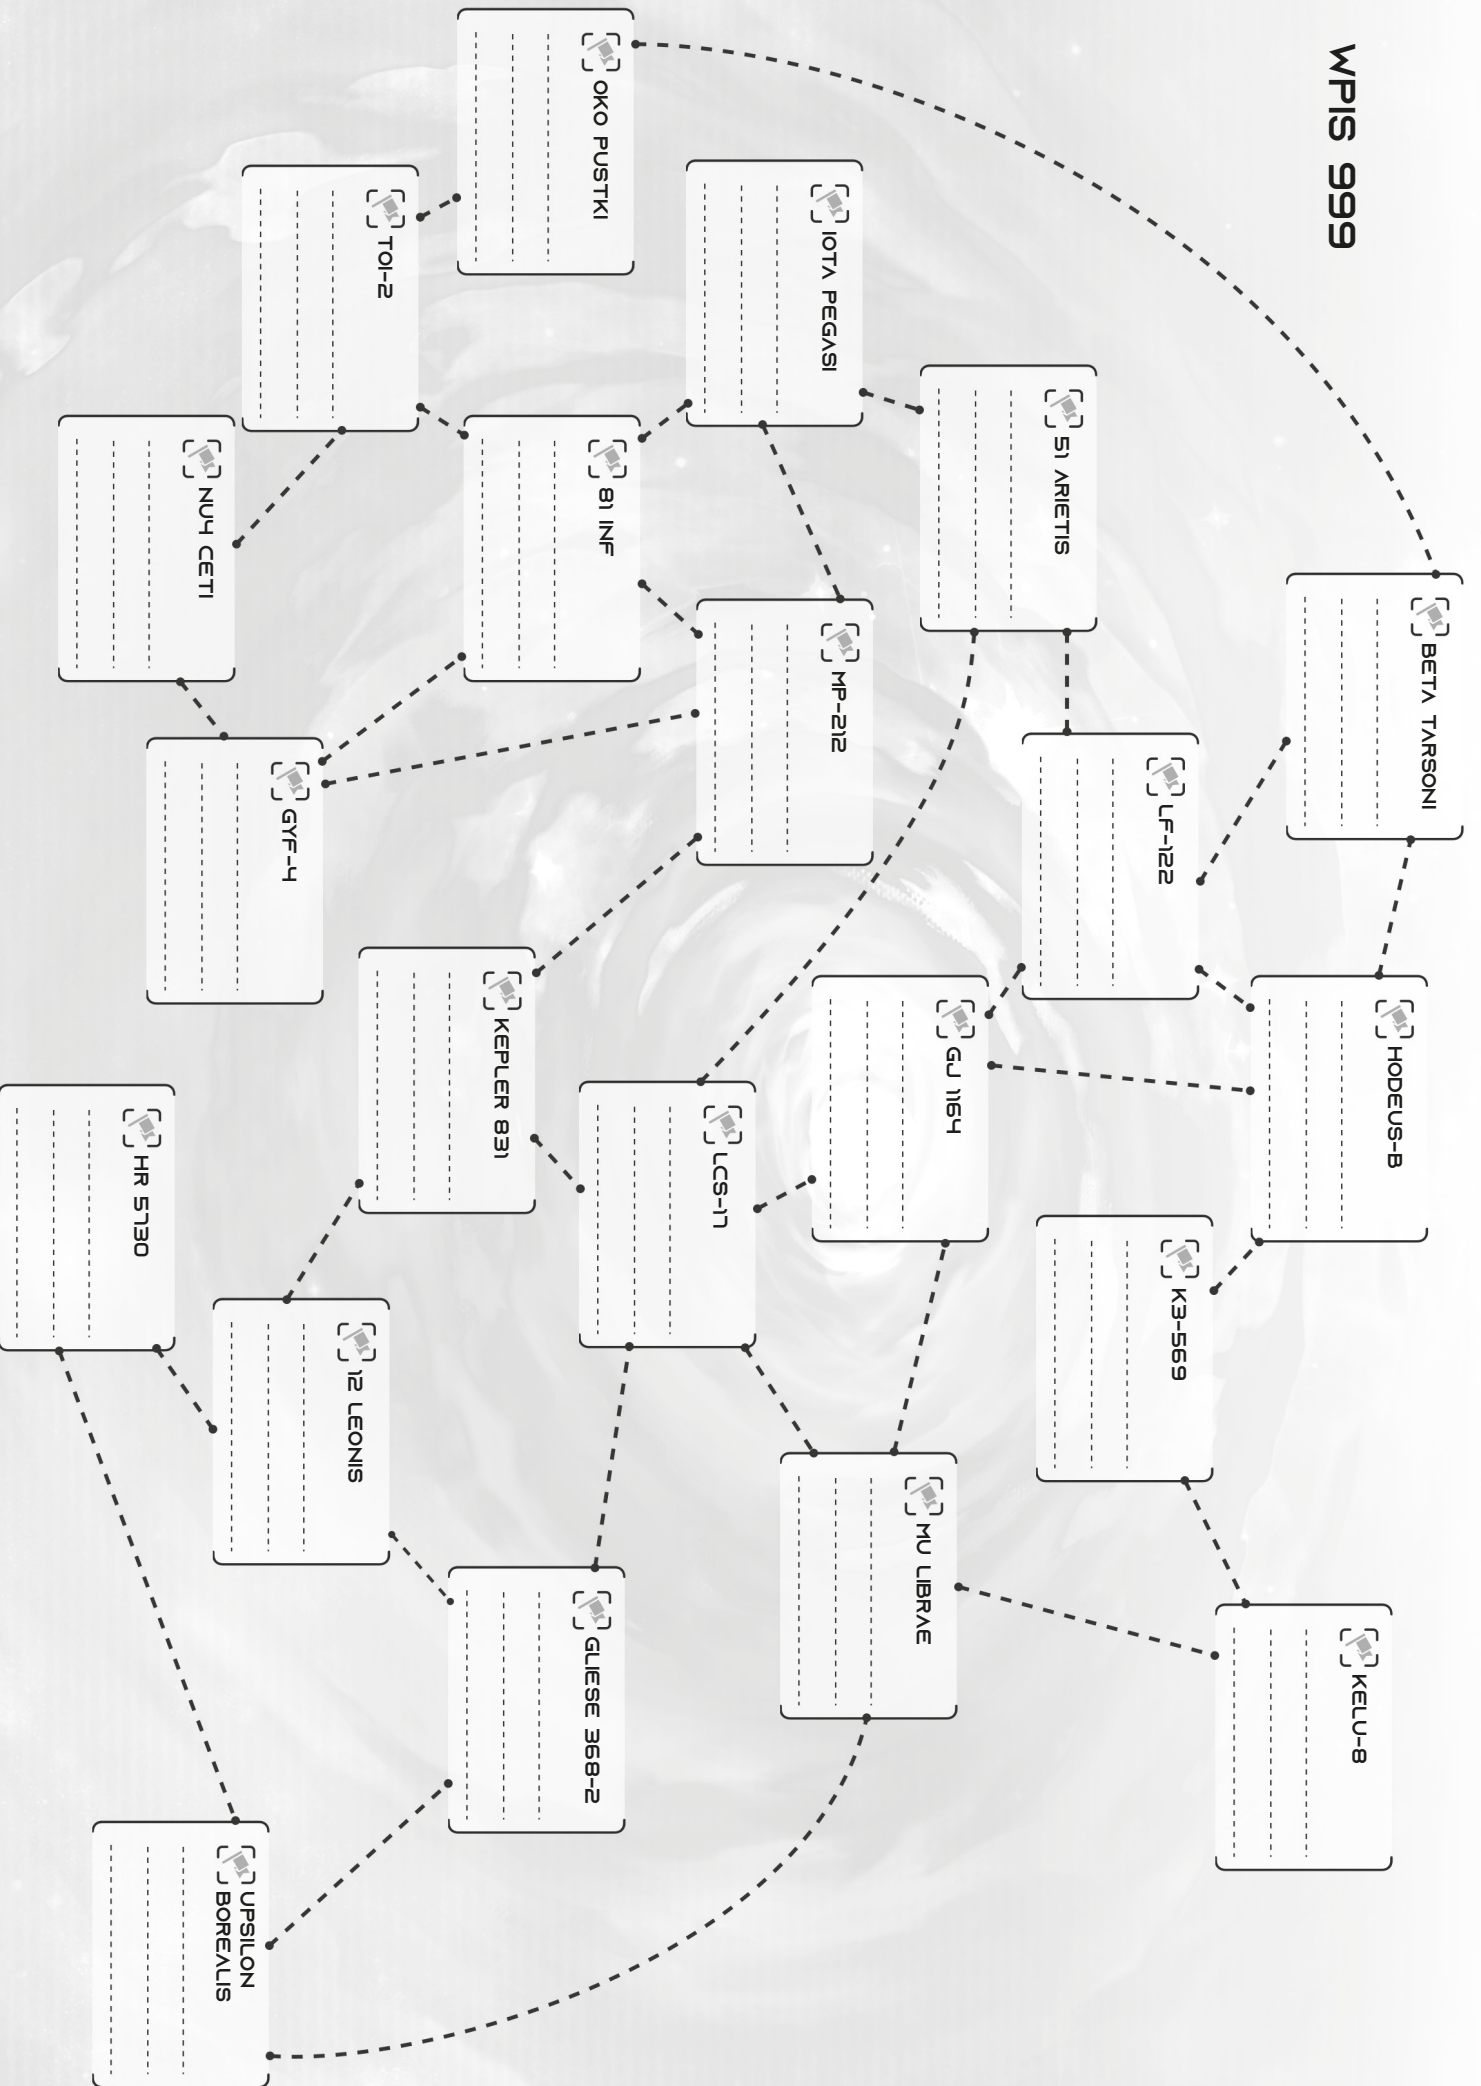 WPIS 999
BETA TARSONI
HODEUS-B
KELU-8
51 ARIETIS
LF-122
K3-569
IOTA PEGASI
MP-212
GJ 1164
MU LIBRAE
OKO PUSTKI
81 INF
LCS-17
GLIESE 368-2
TOI-2
KEPLER 831
12 LEONIS
NU4 CETI
GYF-4
HR 5730
UPSILON
BOREALIS